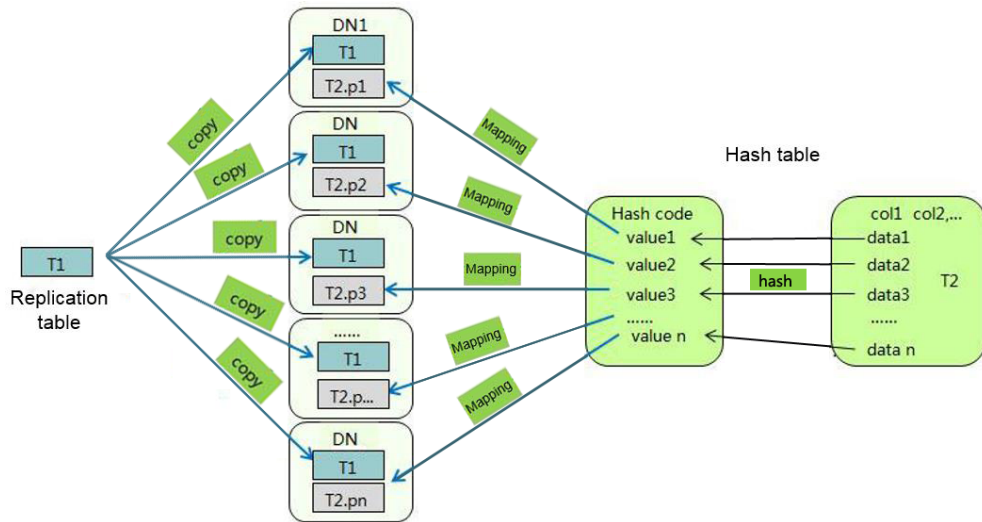 T1
Replication
table
copy
copy
copy
copy
copy
DN1
T1
T2.p1
DN
T1
T2.p2
DN
T1
T2.p3
......
T1
T2.p...
DN
T1
T2.pn
Mapping
Mapping
Mapping
Mapping
Mapping
Hash table
Hash code
value1
value2
value3
......
value n
hash
col1 col2,...
data1
data2
T2
data3
......
data n